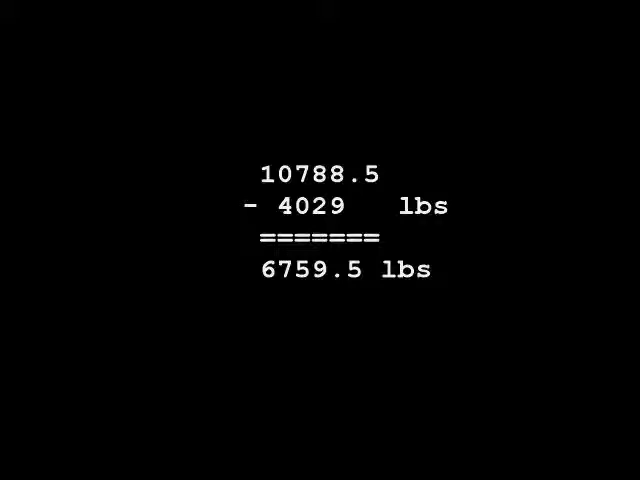 10788.5
- 4029 lbs
=======
6759.5 lbs